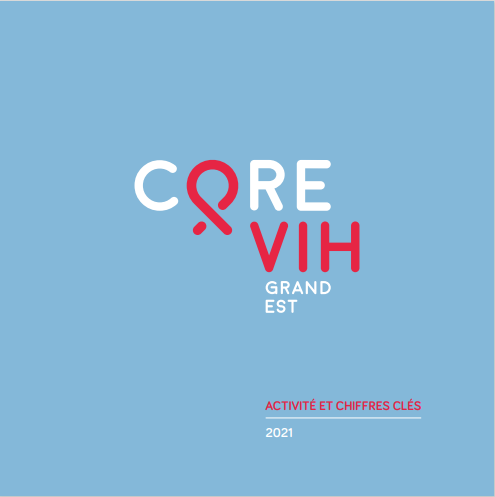 CORE
VIH
GRAND
EST
ACTIVITÉ ET CHIFFRES CLÉS
2021